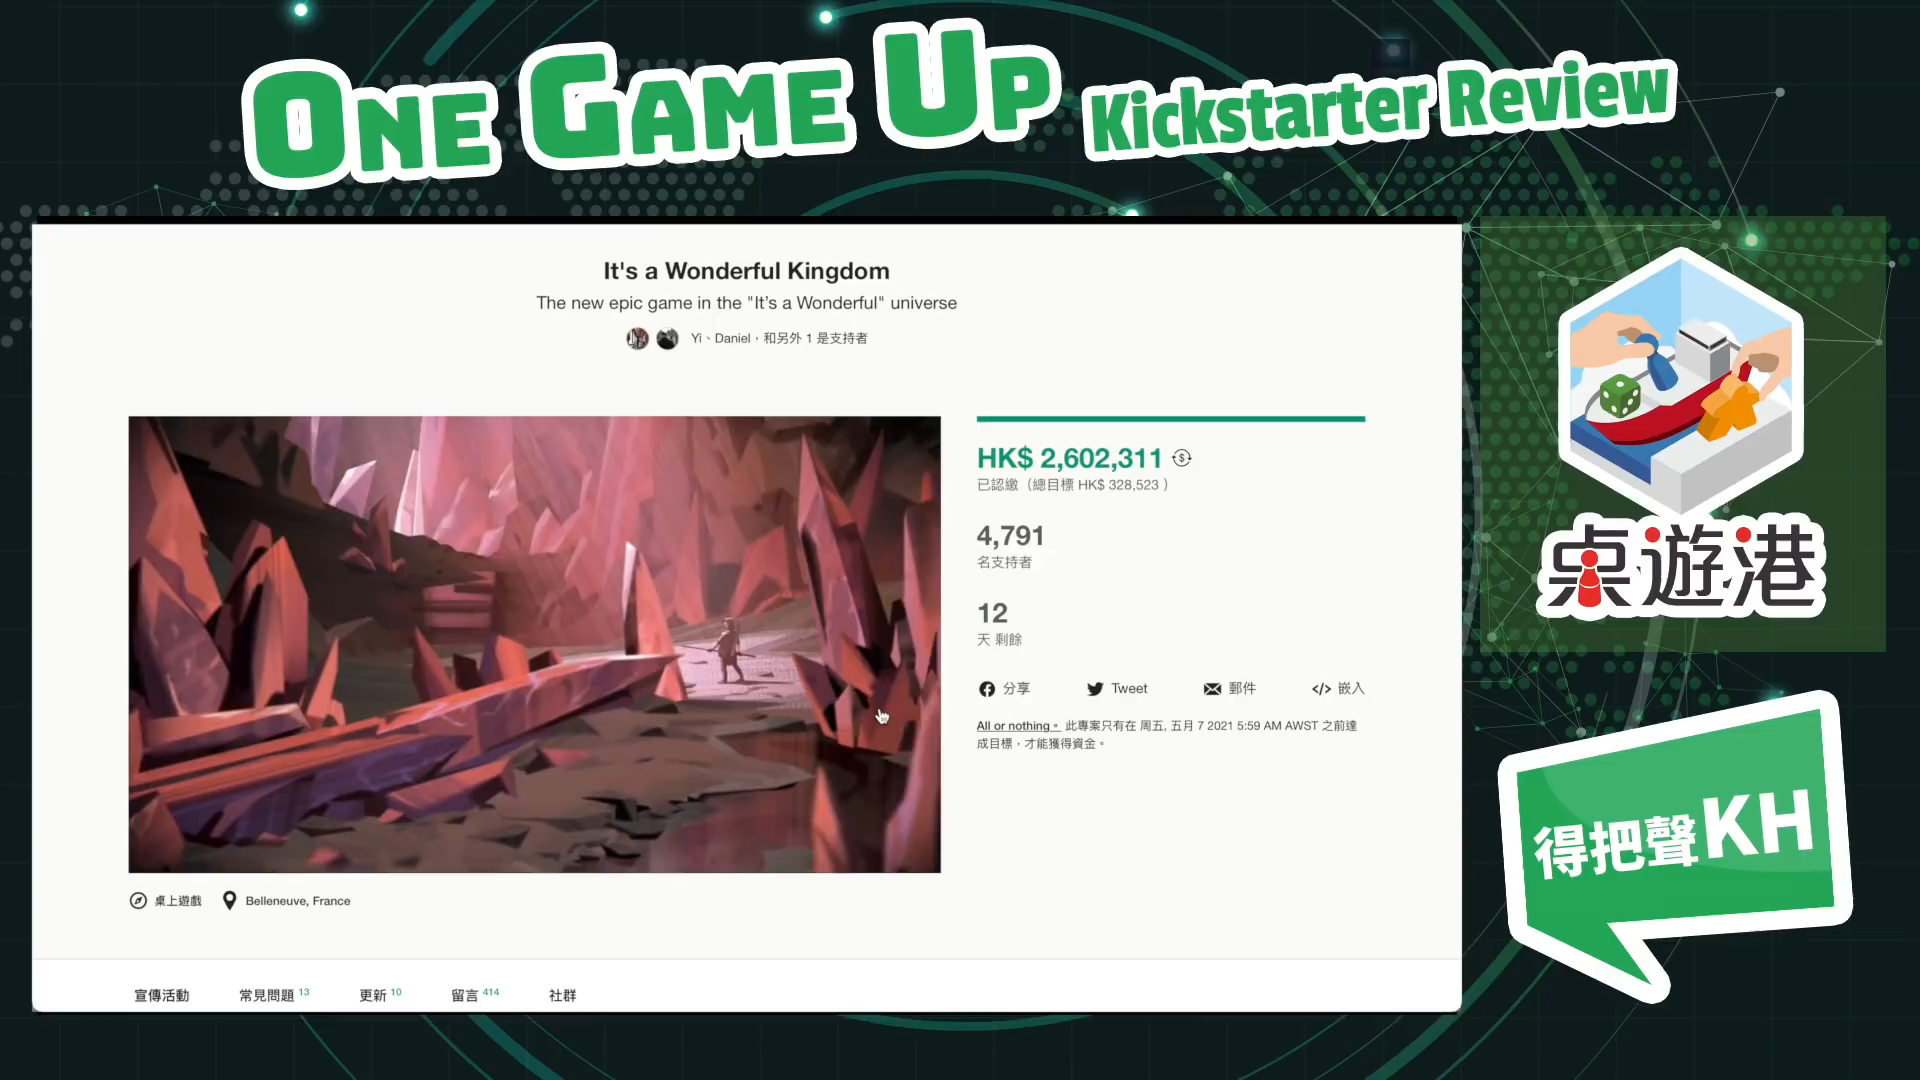 ONE GAME UP Kickstarter Review
It's a Wonderful Kingdom
The new epic game in the "It's a Wonderful" universe
Yi、Daniel，和另外 1 是支持者
HK$ 2,602,311
已認繳（總目標 HK$ 328,523 ）
4,791
名支持者
12
天 剩餘
分享 Tweet 郵件 </> 嵌入
All or nothing。 此專案只有在 周五, 五月 7 2021 5:59 AM AWST 之前達
成目標，才能獲得資金。
桌上遊戲 Belleneuve, France
宣傳活動 常見問題 13 更新 10 留言 414 社群
桌遊港
得把聲KH